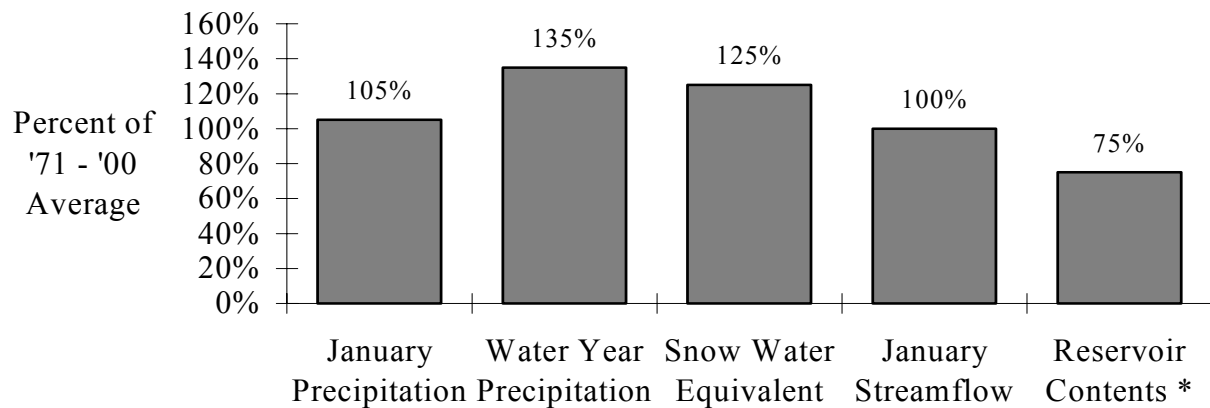 Percent of
'71 - '00
Average
160%
140%
120%
100%
80%
60%
40%
20%
0%
105%
135%
125%
100%
75%
January
Precipitation
Water Year
Precipitation
Snow Water
Equivalent
January
Streamflow
Reservoir
Contents *